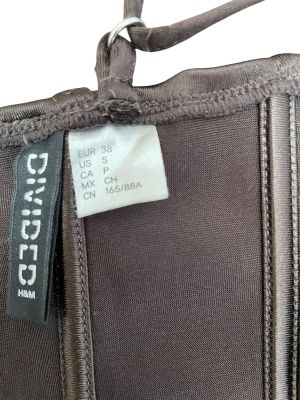 DIVIDED
H&M
EUR 38
US S
CA P
MX CH
CN 165/88A